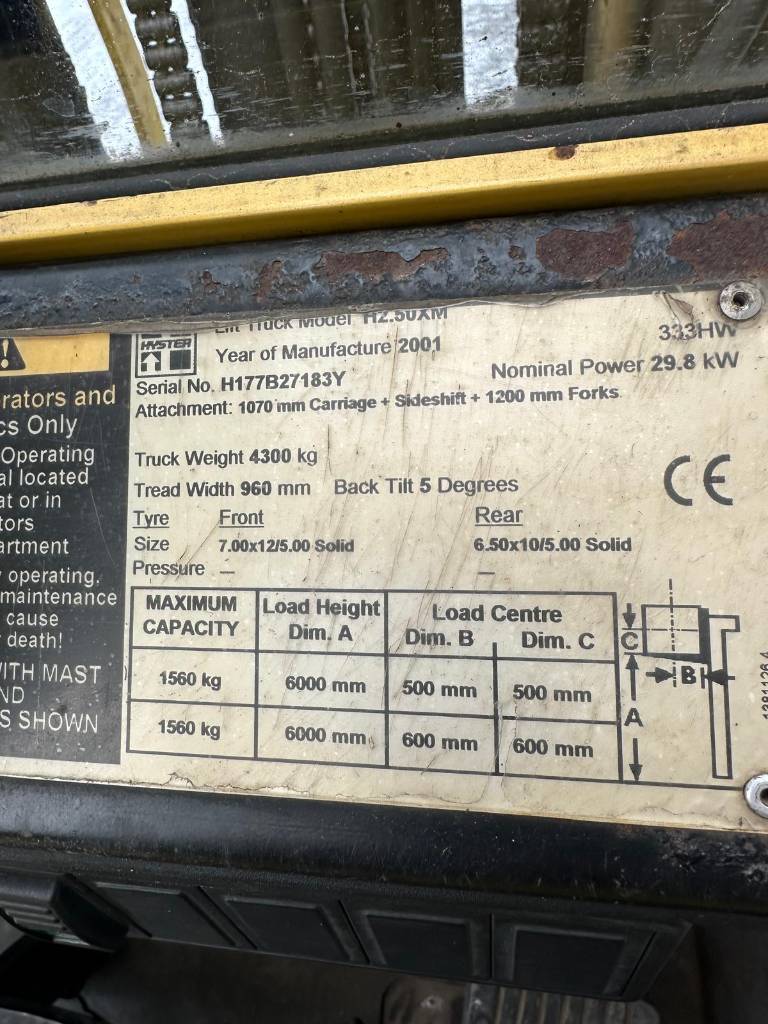 HYSTER
Lift Truck Model H2.50XM
333HW
Year of Manufacture 2001
Nominal Power 29.8 kW
Serial No. H177B27183Y
Attachment: 1070 mm Carriage + Sideshift + 1200 mm Forks
Truck Weight 4300 kg
Tread Width 960 mm Back Tilt 5 Degrees
CE
Tyre Front Rear
Size 7.00x12/5.00 Solid 6.50x10/5.00 Solid
Pressure — —
MAXIMUM CAPACITY
Load Height Dim. A
Load Centre
Dim. B Dim. C
1560 kg 6000 mm 500 mm 500 mm
1560 kg 6000 mm 600 mm 600 mm
C
B
A
rators and
cs Only
Operating
al located
at or in
tors
artment
operating,
maintenance
cause
death!
WITH MAST
ND
S SHOWN